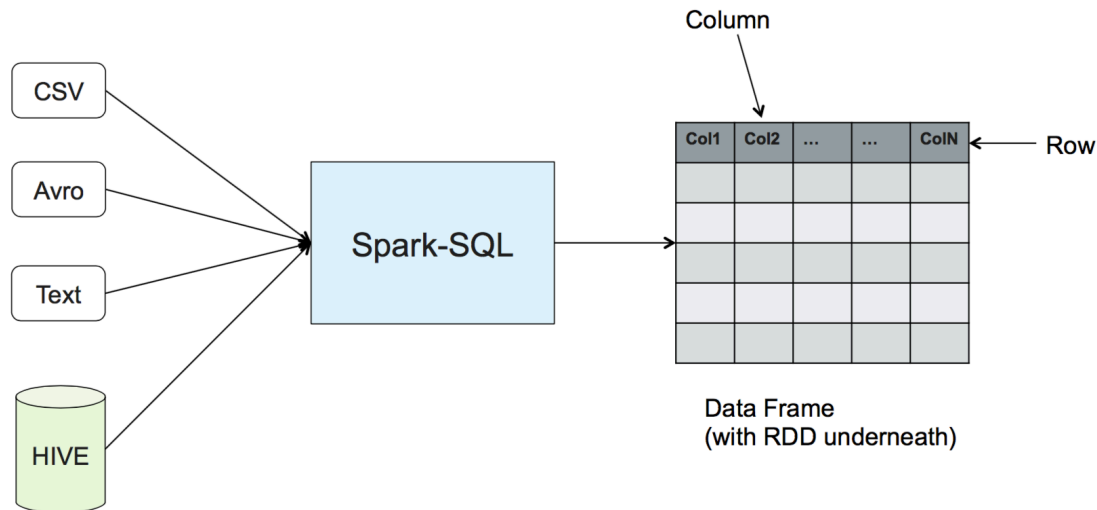 Column
CSV
Col1 Col2 ... ... ColN
Row
Avro
Spark-SQL
Text
Data Frame
(with RDD underneath)
HIVE